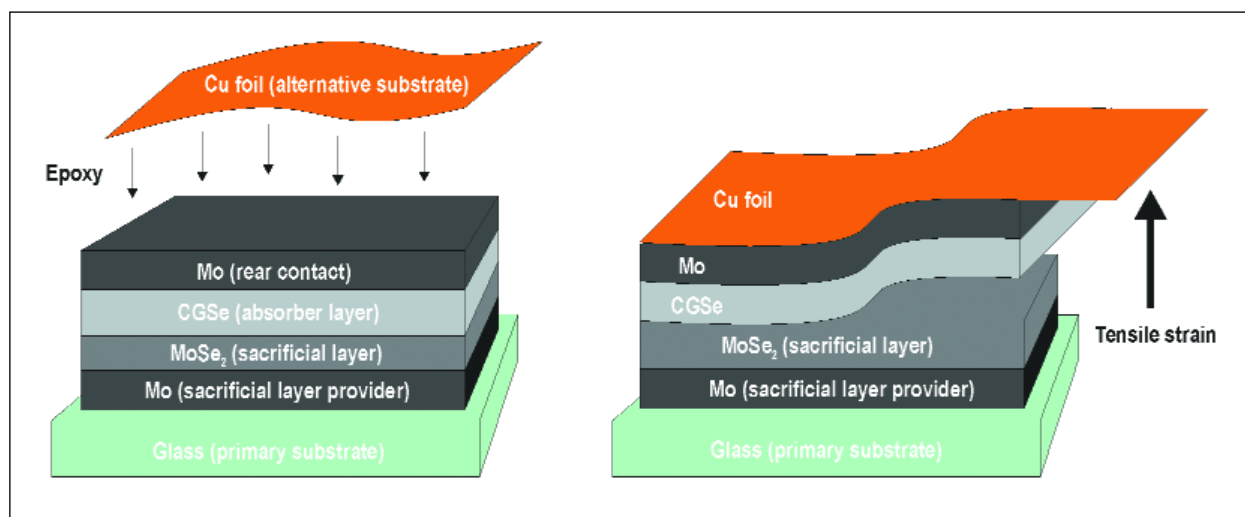 Cu foil (alternative substrate)
Epoxy
Mo (rear contact)
CGSe (absorber layer)
MoSe₂ (sacrificial layer)
Mo (sacrificial layer provider)
Glass (primary substrate)
Cu foil
Mo
CGSe
MoSe₂ (sacrificial layer)
Mo (sacrificial layer provider)
Glass (primary substrate)
Tensile strain